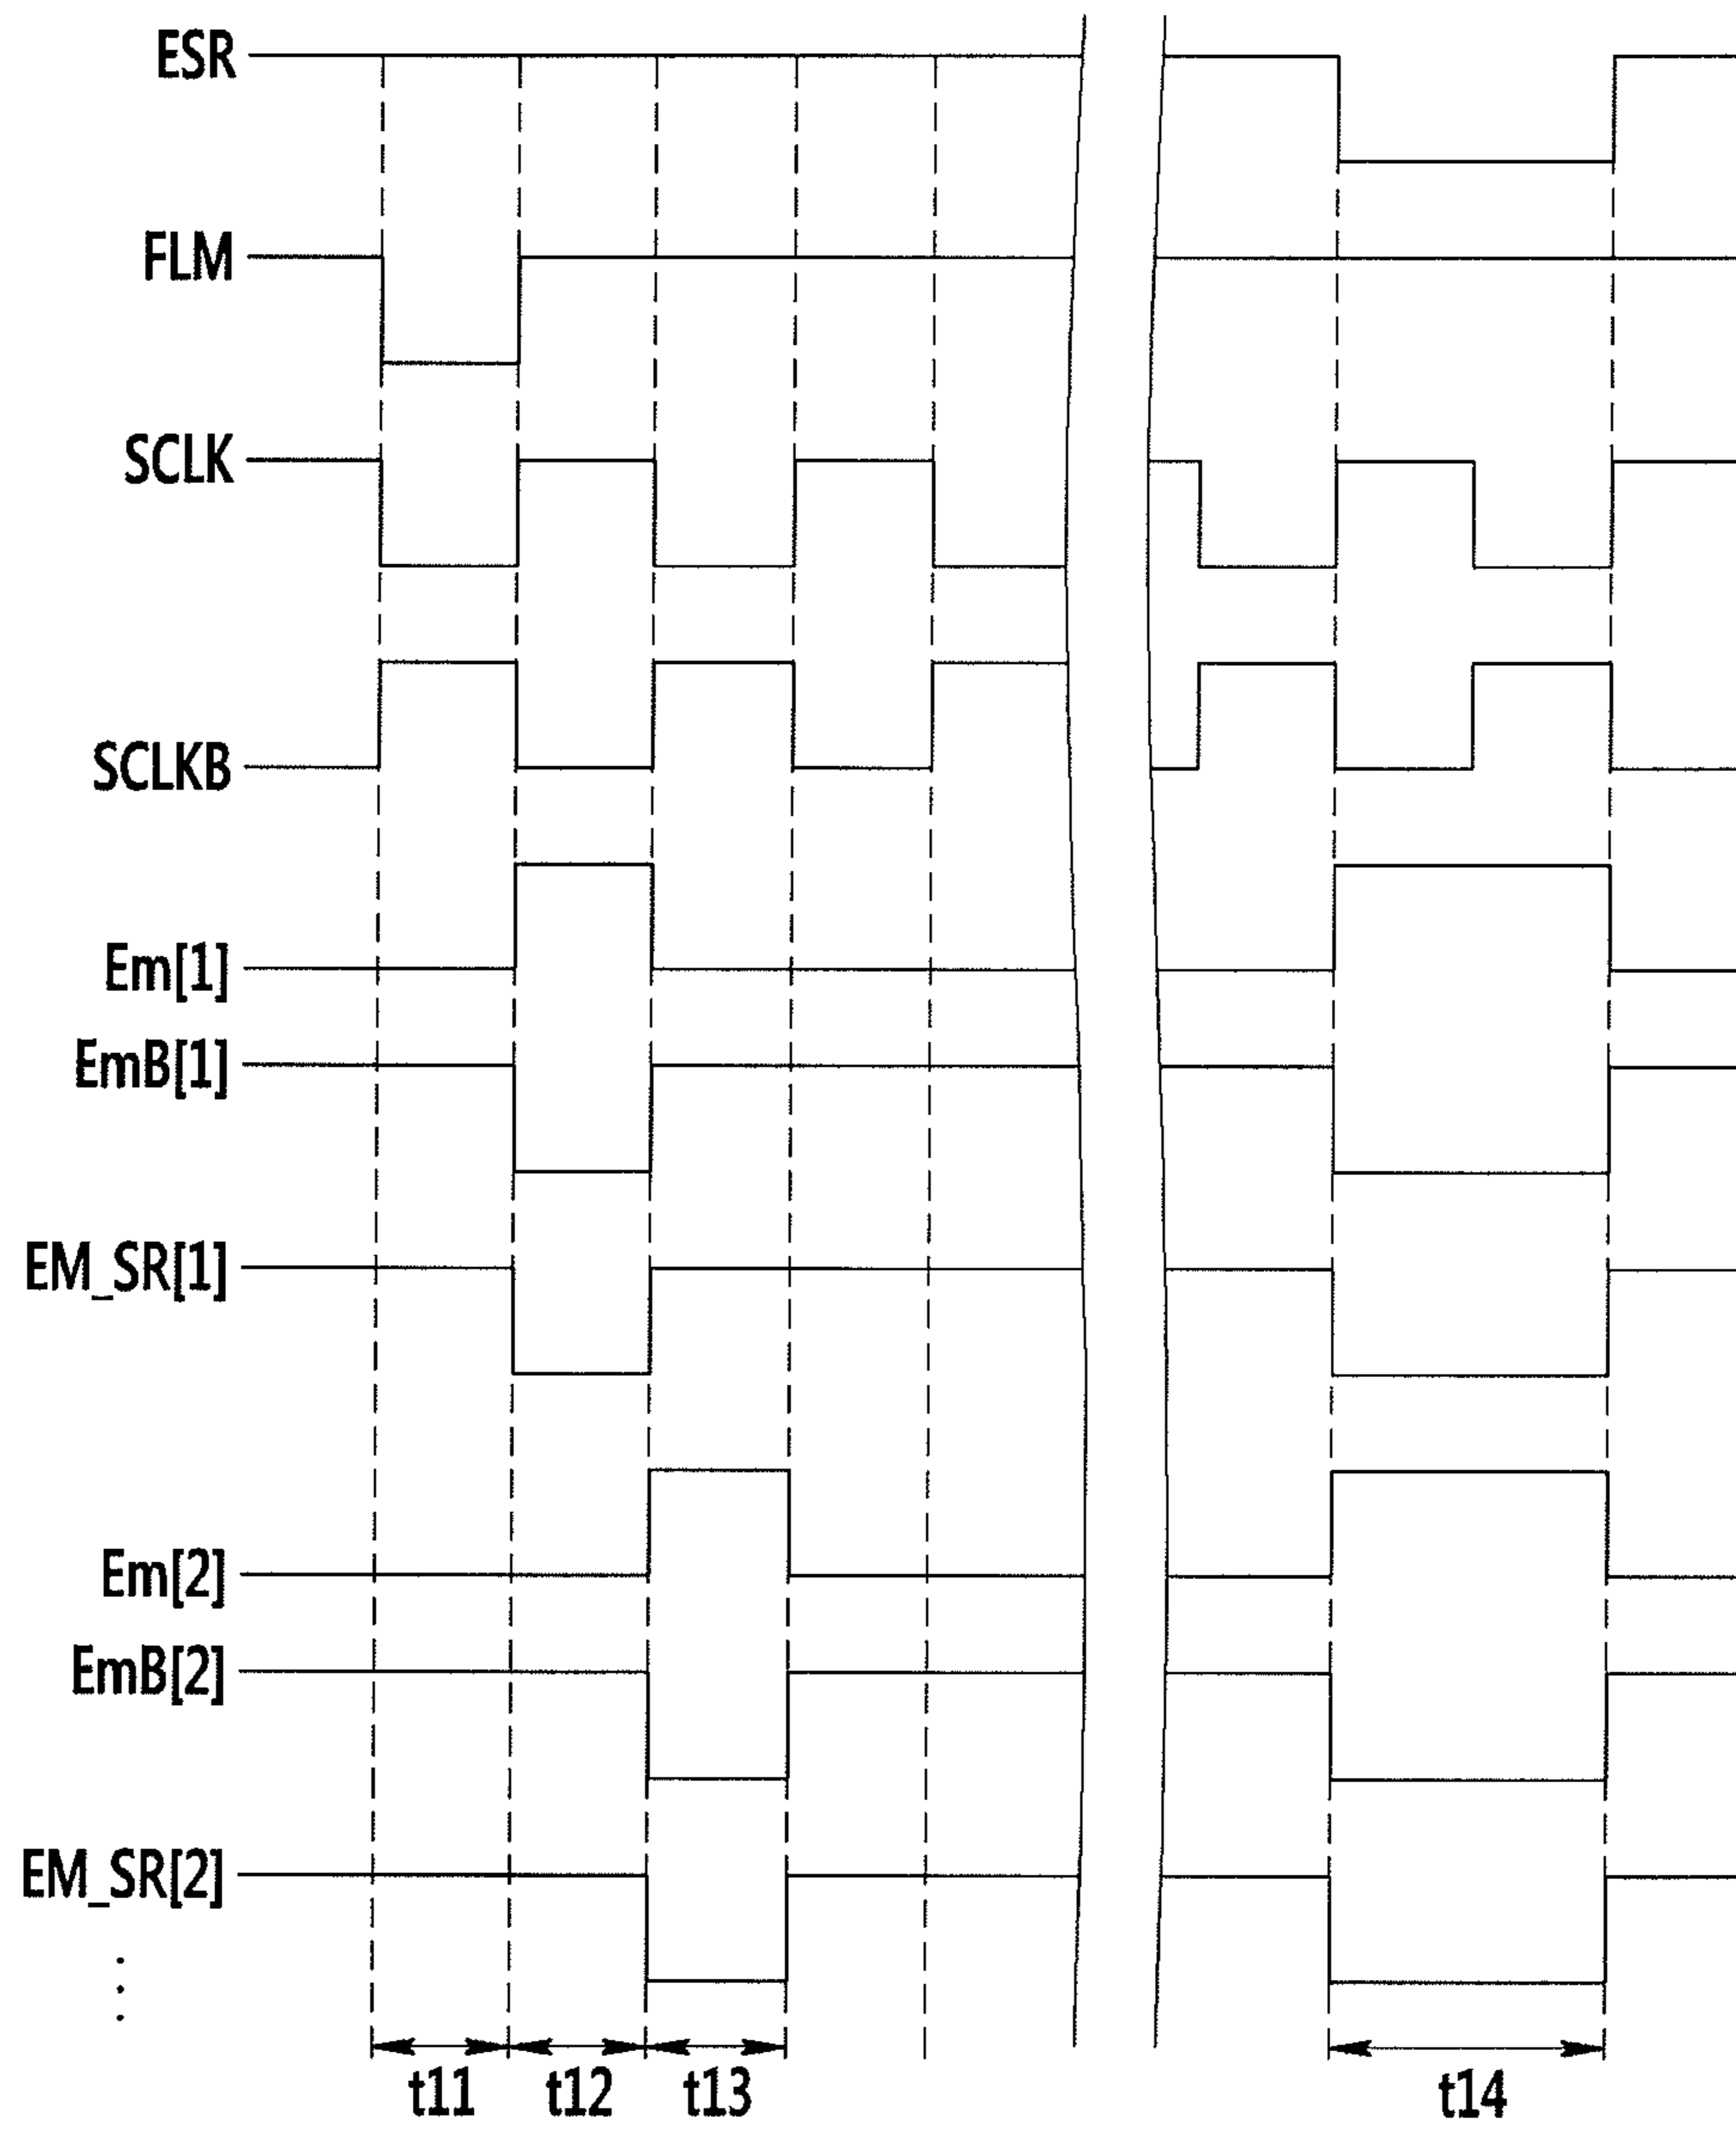 ESR
FLM
SCLK
SCLKB
Em[1]
EmB[1]
EM_SR[1]
Em[2]
EmB[2]
EM_SR[2]
t11 t12 t13 t14